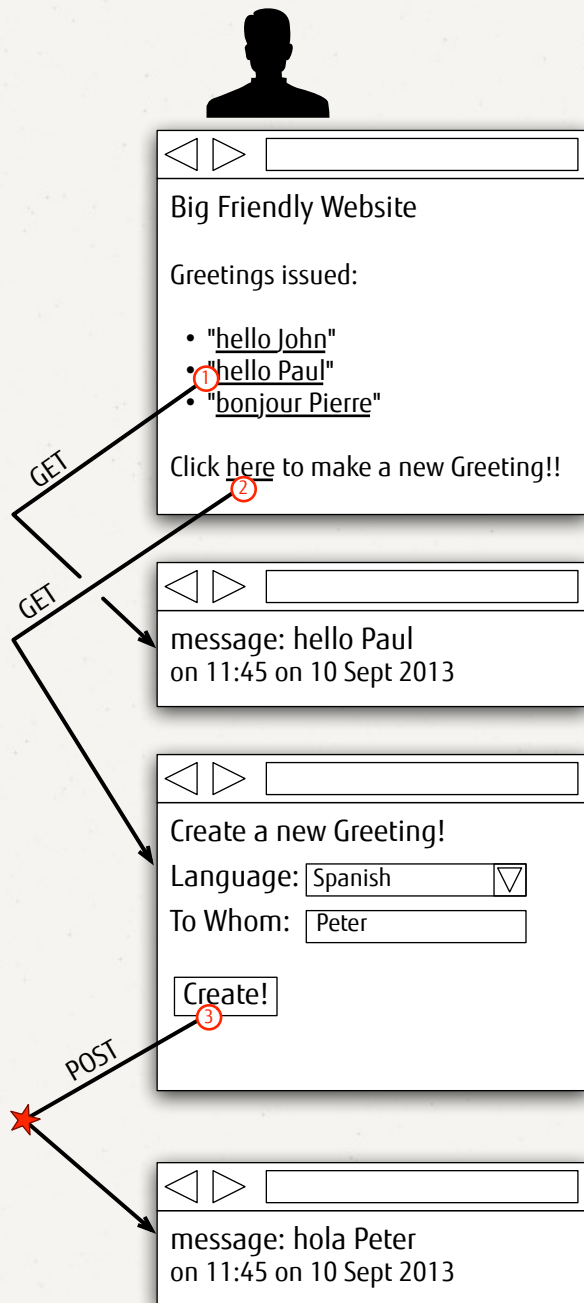 Big Friendly Website
Greetings issued:
• "hello John"
• "hello Paul"
1
• "bonjour Pierre"
GET
Click here to make a new Greeting!!
2
GET
message: hello Paul
on 11:45 on 10 Sept 2013
Create a new Greeting!
Language: Spanish
To Whom: Peter
Create!
3
POST
message: hola Peter
on 11:45 on 10 Sept 2013